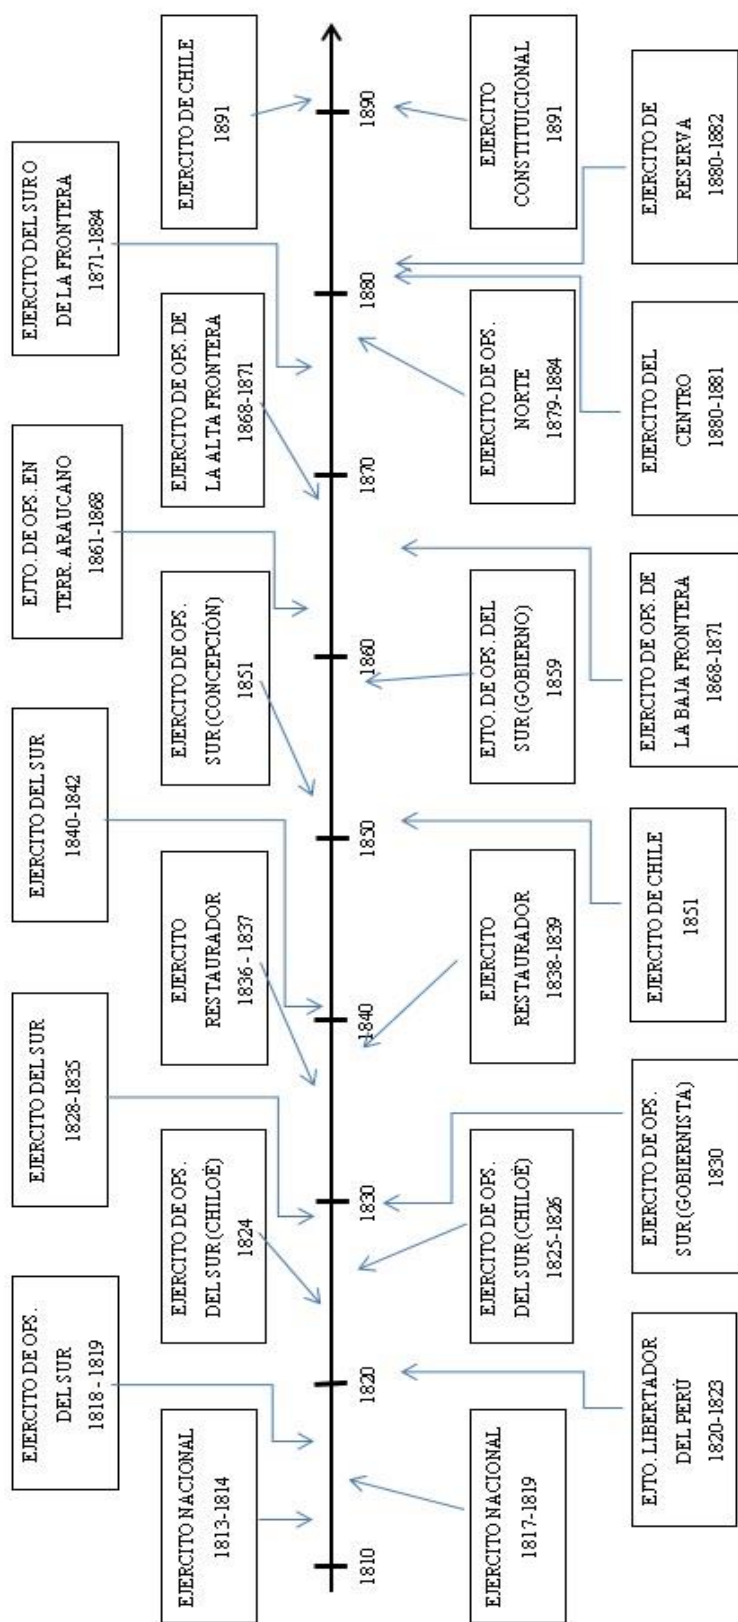 EJERCITO DE OPS.
DEL SUR
1818 - 1819
EJERCITO DEL SUR
1828-1835
EJERCITO DEL SUR
1840-1842
EJTO. DE OPS. EN
TERR. ARAUCANO
1861-1868
EJERCITO DEL SURO
DE LA FRONTERA
1871-1884
EJERCITO NACIONAL
1813-1814
EJERCITO DE OPS.
DEL SUR (CHILOÉ)
1824
EJERCITO
RESTAURADOR
1836 - 1837
EJERCITO DE OPS.
SUR (CONCEPCIÓN)
1851
EJERCITO DE OPS. DE
LA ALTA FRONTERA
1868-1871
EJERCITO DE CHILE
1891
1810
1820
1830
1840
1850
1860
1870
1880
1890
EJERCITO NACIONAL
1817-1819
EJERCITO DE OPS.
DEL SUR (CHILOÉ)
1825-1826
EJERCITO
RESTAURADOR
1838-1839
EJTO. DE OPS. DEL
SUR (GOBIERNO)
1859
EJERCITO DE OPS.
NORTE
1879-1884
EJERCITO
CONSTITUICIONAL
1891
EJTO. LIBERTADOR
DEL PERÚ
1820-1823
EJERCITO DE OPS.
SUR (GOBIERNISTA)
1830
EJERCITO DE CHILE
1851
EJERCITO DE OPS. DE
LA BAJA FRONTERA
1868-1871
EJERCITO DEL
CENTRO
1880-1881
EJERCITO DE
RESERVA
1880-1882